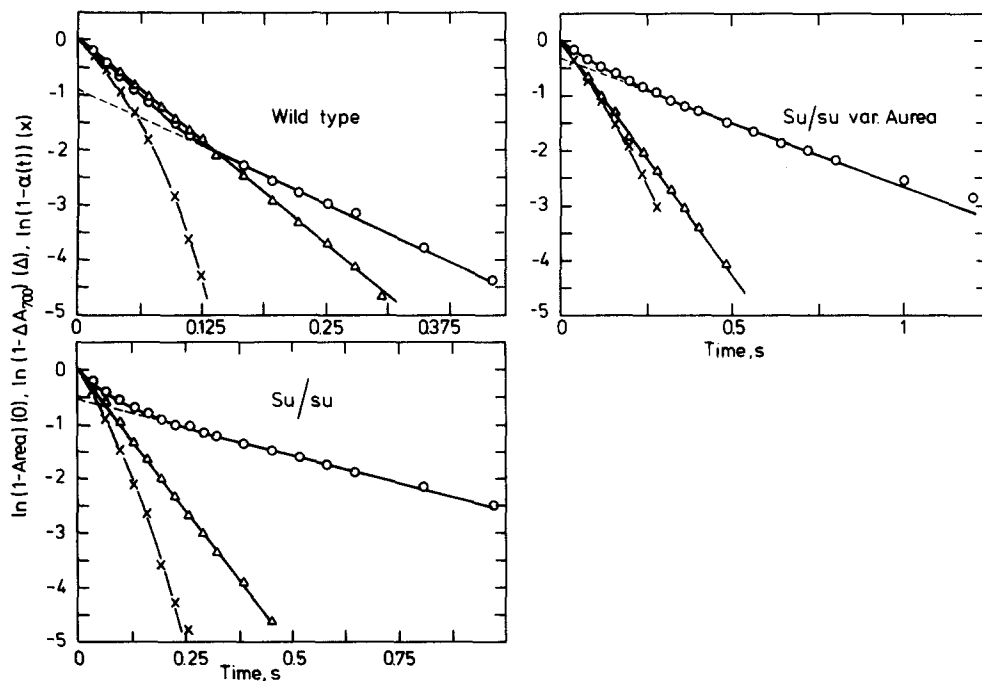 ln (1-Area) (O), ln (1-ΔA700) (Δ), ln (1-α(t)) (x)
0
-1
-2
-3
-4
-5
Wild type
0 0.125 0.25 0.375
0
-1
-2
-3
-4
-5
Su/su var. Aurea
0 0.5 1
Time, s
0
-1
-2
-3
-4
-5
Su/su
0 0.25 0.5 0.75
Time, s